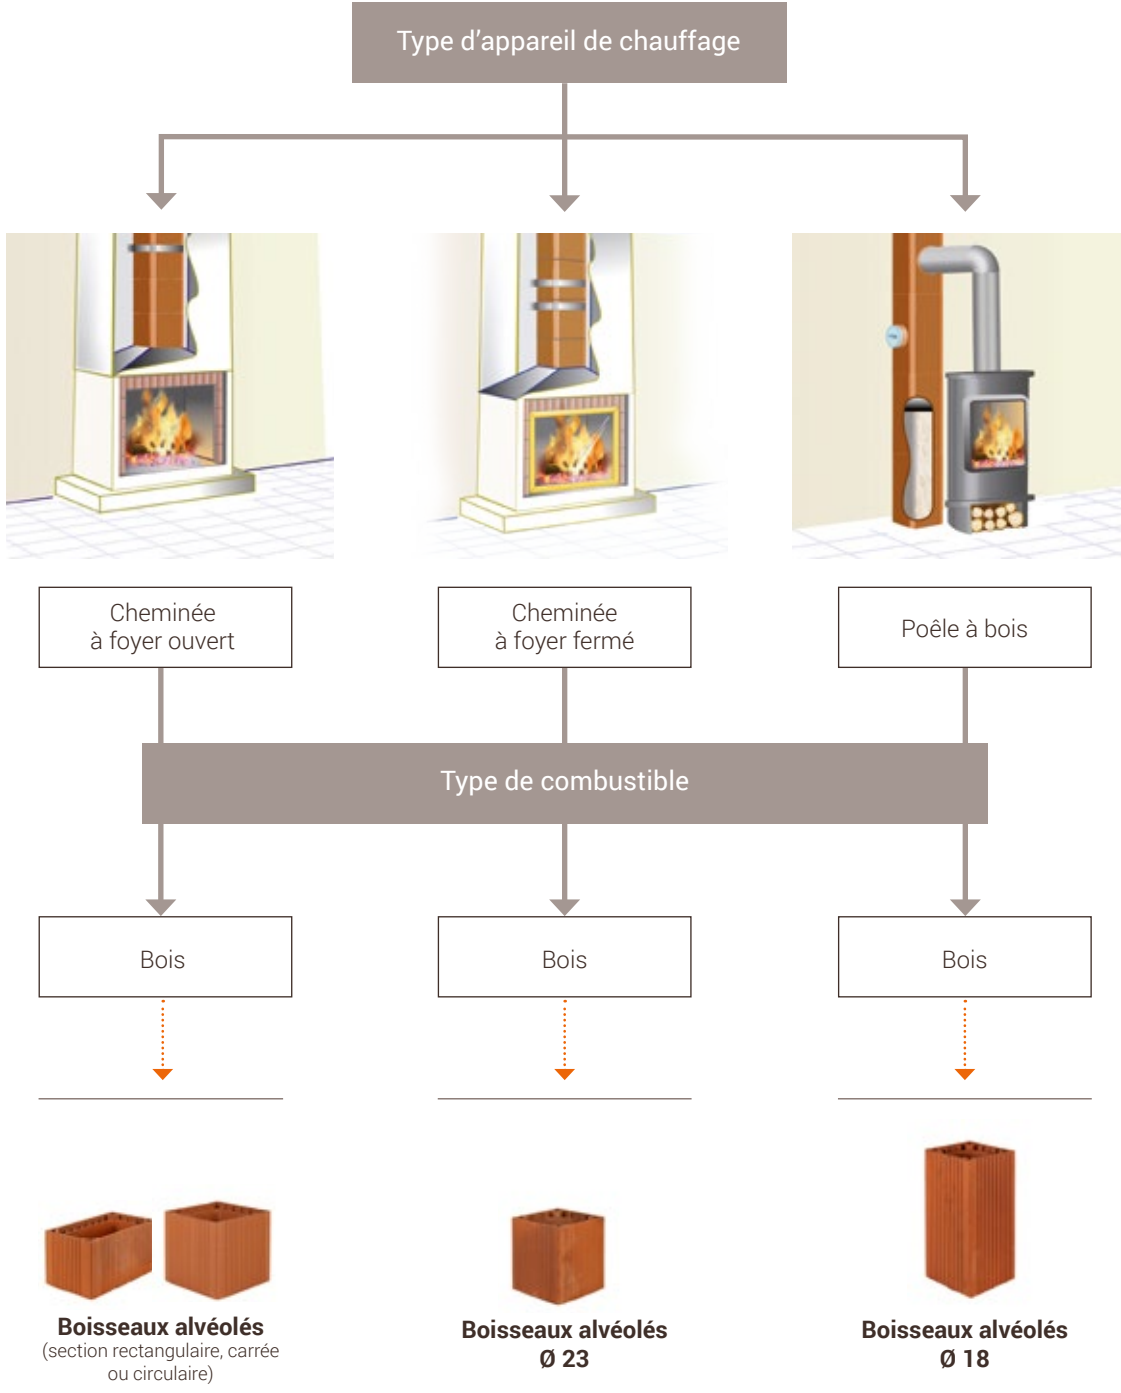 Type d'appareil de chauffage
Cheminée
à foyer ouvert
Cheminée
à foyer fermé
Poêle à bois
Type de combustible
Bois
Bois
Bois
Boisseaux alvéolés
(section rectangulaire, carrée
ou circulaire)
Boisseaux alvéolés
Ø 23
Boisseaux alvéolés
Ø 18